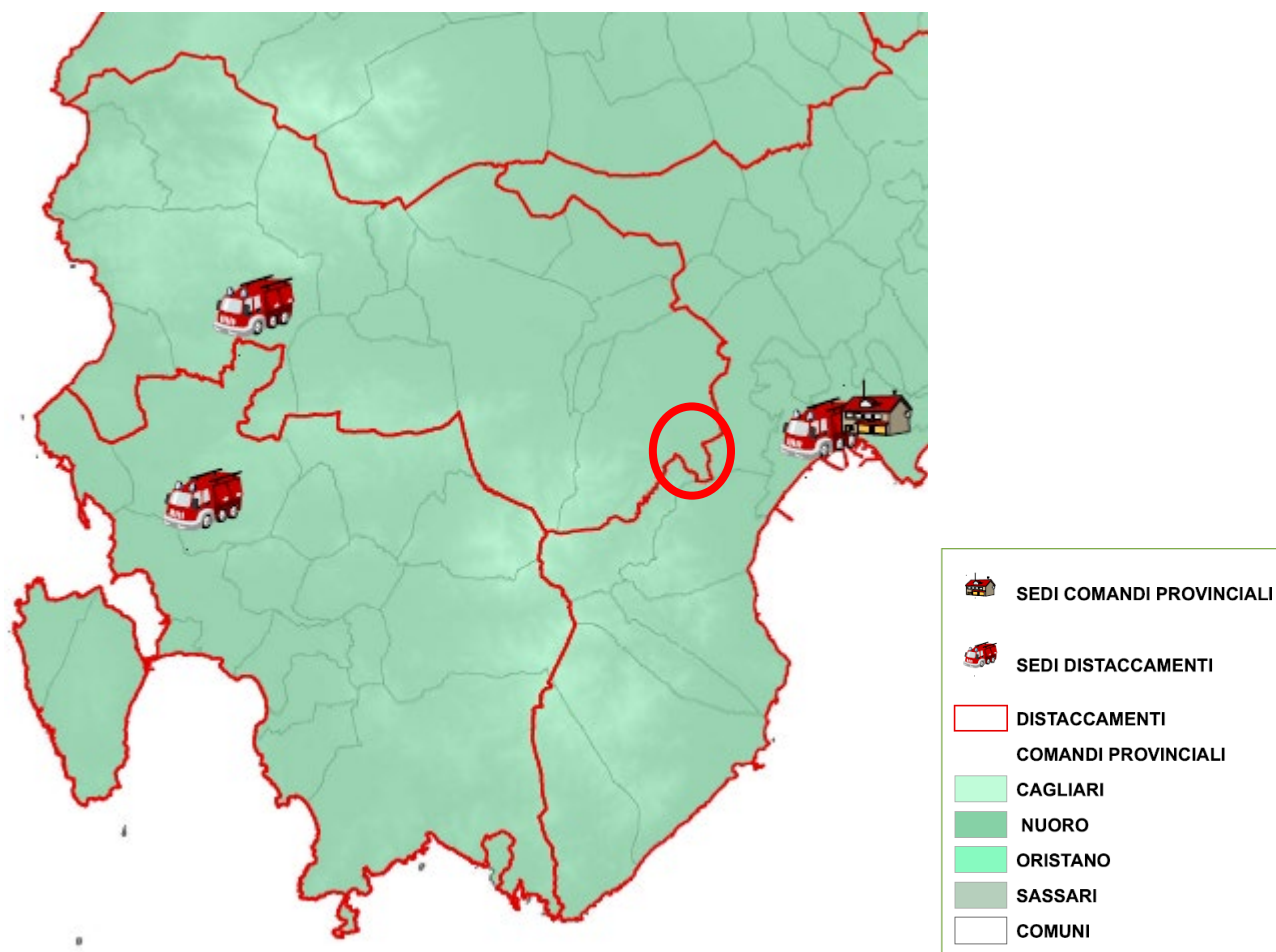 SEDI COMANDI PROVINCIALI
SEDI DISTACCAMENTI
DISTACCAMENTI
COMANDI PROVINCIALI
CAGLIARI
NUORO
ORISTANO
SASSARI
COMUNI